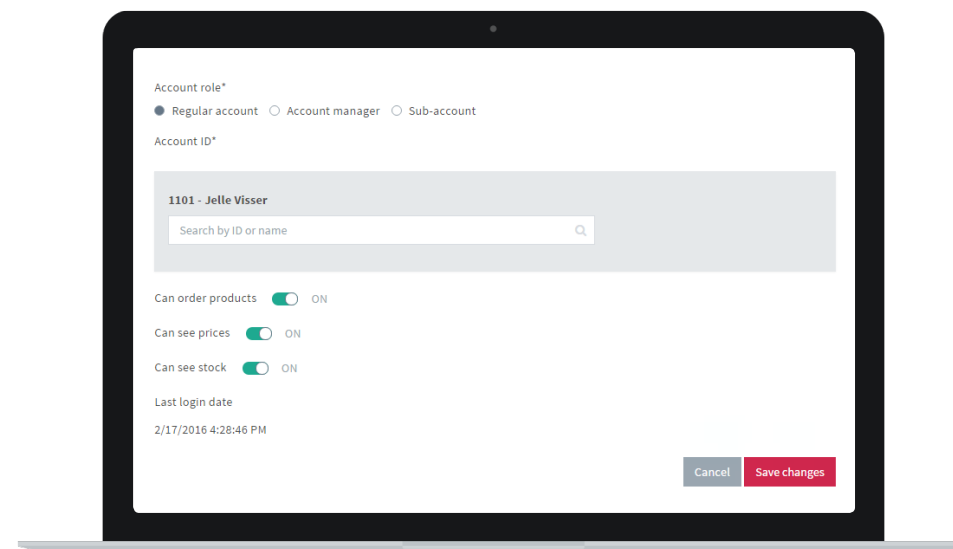 Account role*
Regular account Account manager Sub-account
Account ID*
1101 - Jelle Visser
Search by ID or name
Can order products ON
Can see prices ON
Can see stock ON
Last login date
2/17/2016 4:28:46 PM
Cancel Save changes